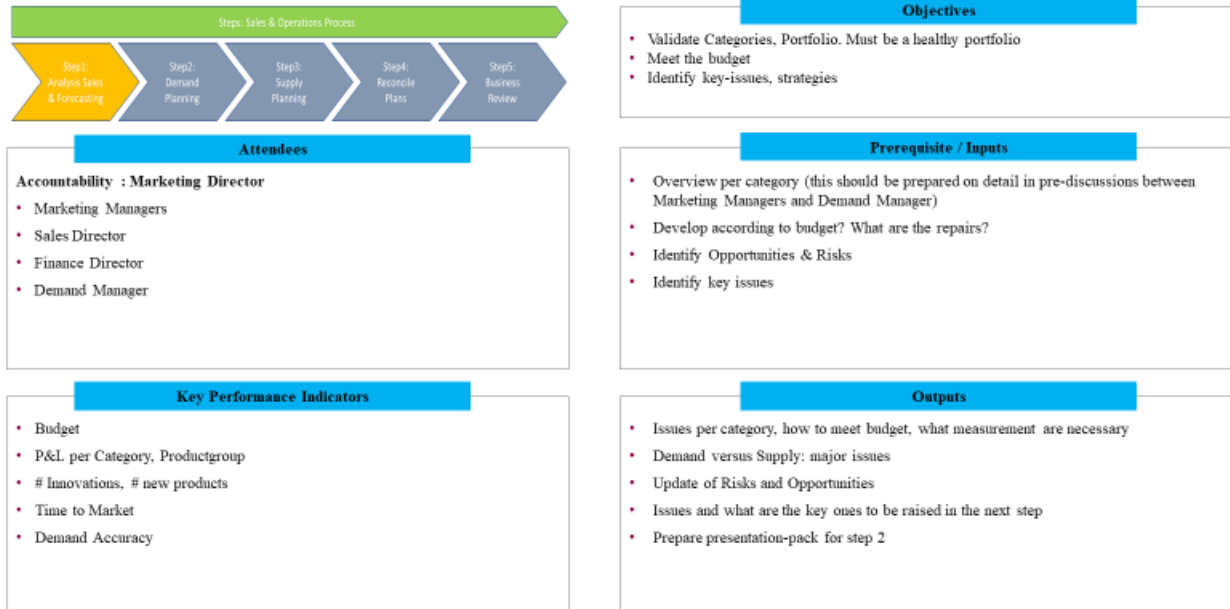 Steps: Sales & Operations Process
Step1:
Analysis Sales
& Forecasting
Step2:
Demand
Planning
Step3:
Supply
Planning
Step4:
Reconcile
Plans
Step5:
Business
Review
Objectives
• Validate Categories, Portfolio. Must be a healthy portfolio
• Meet the budget
• Identify key-issues, strategies
Attendees
Accountability : Marketing Director
• Marketing Managers
• Sales Director
• Finance Director
• Demand Manager
Prerequisite / Inputs
• Overview per category (this should be prepared on detail in pre-discussions between
Marketing Managers and Demand Manager)
• Develop according to budget? What are the repairs?
• Identify Opportunities & Risks
• Identify key issues
Key Performance Indicators
• Budget
• P&L per Category, Productgroup
• # Innovations, # new products
• Time to Market
• Demand Accuracy
Outputs
• Issues per category, how to meet budget, what measurement are necessary
• Demand versus Supply: major issues
• Update of Risks and Opportunities
• Issues and what are the key ones to be raised in the next step
• Prepare presentation-pack for step 2